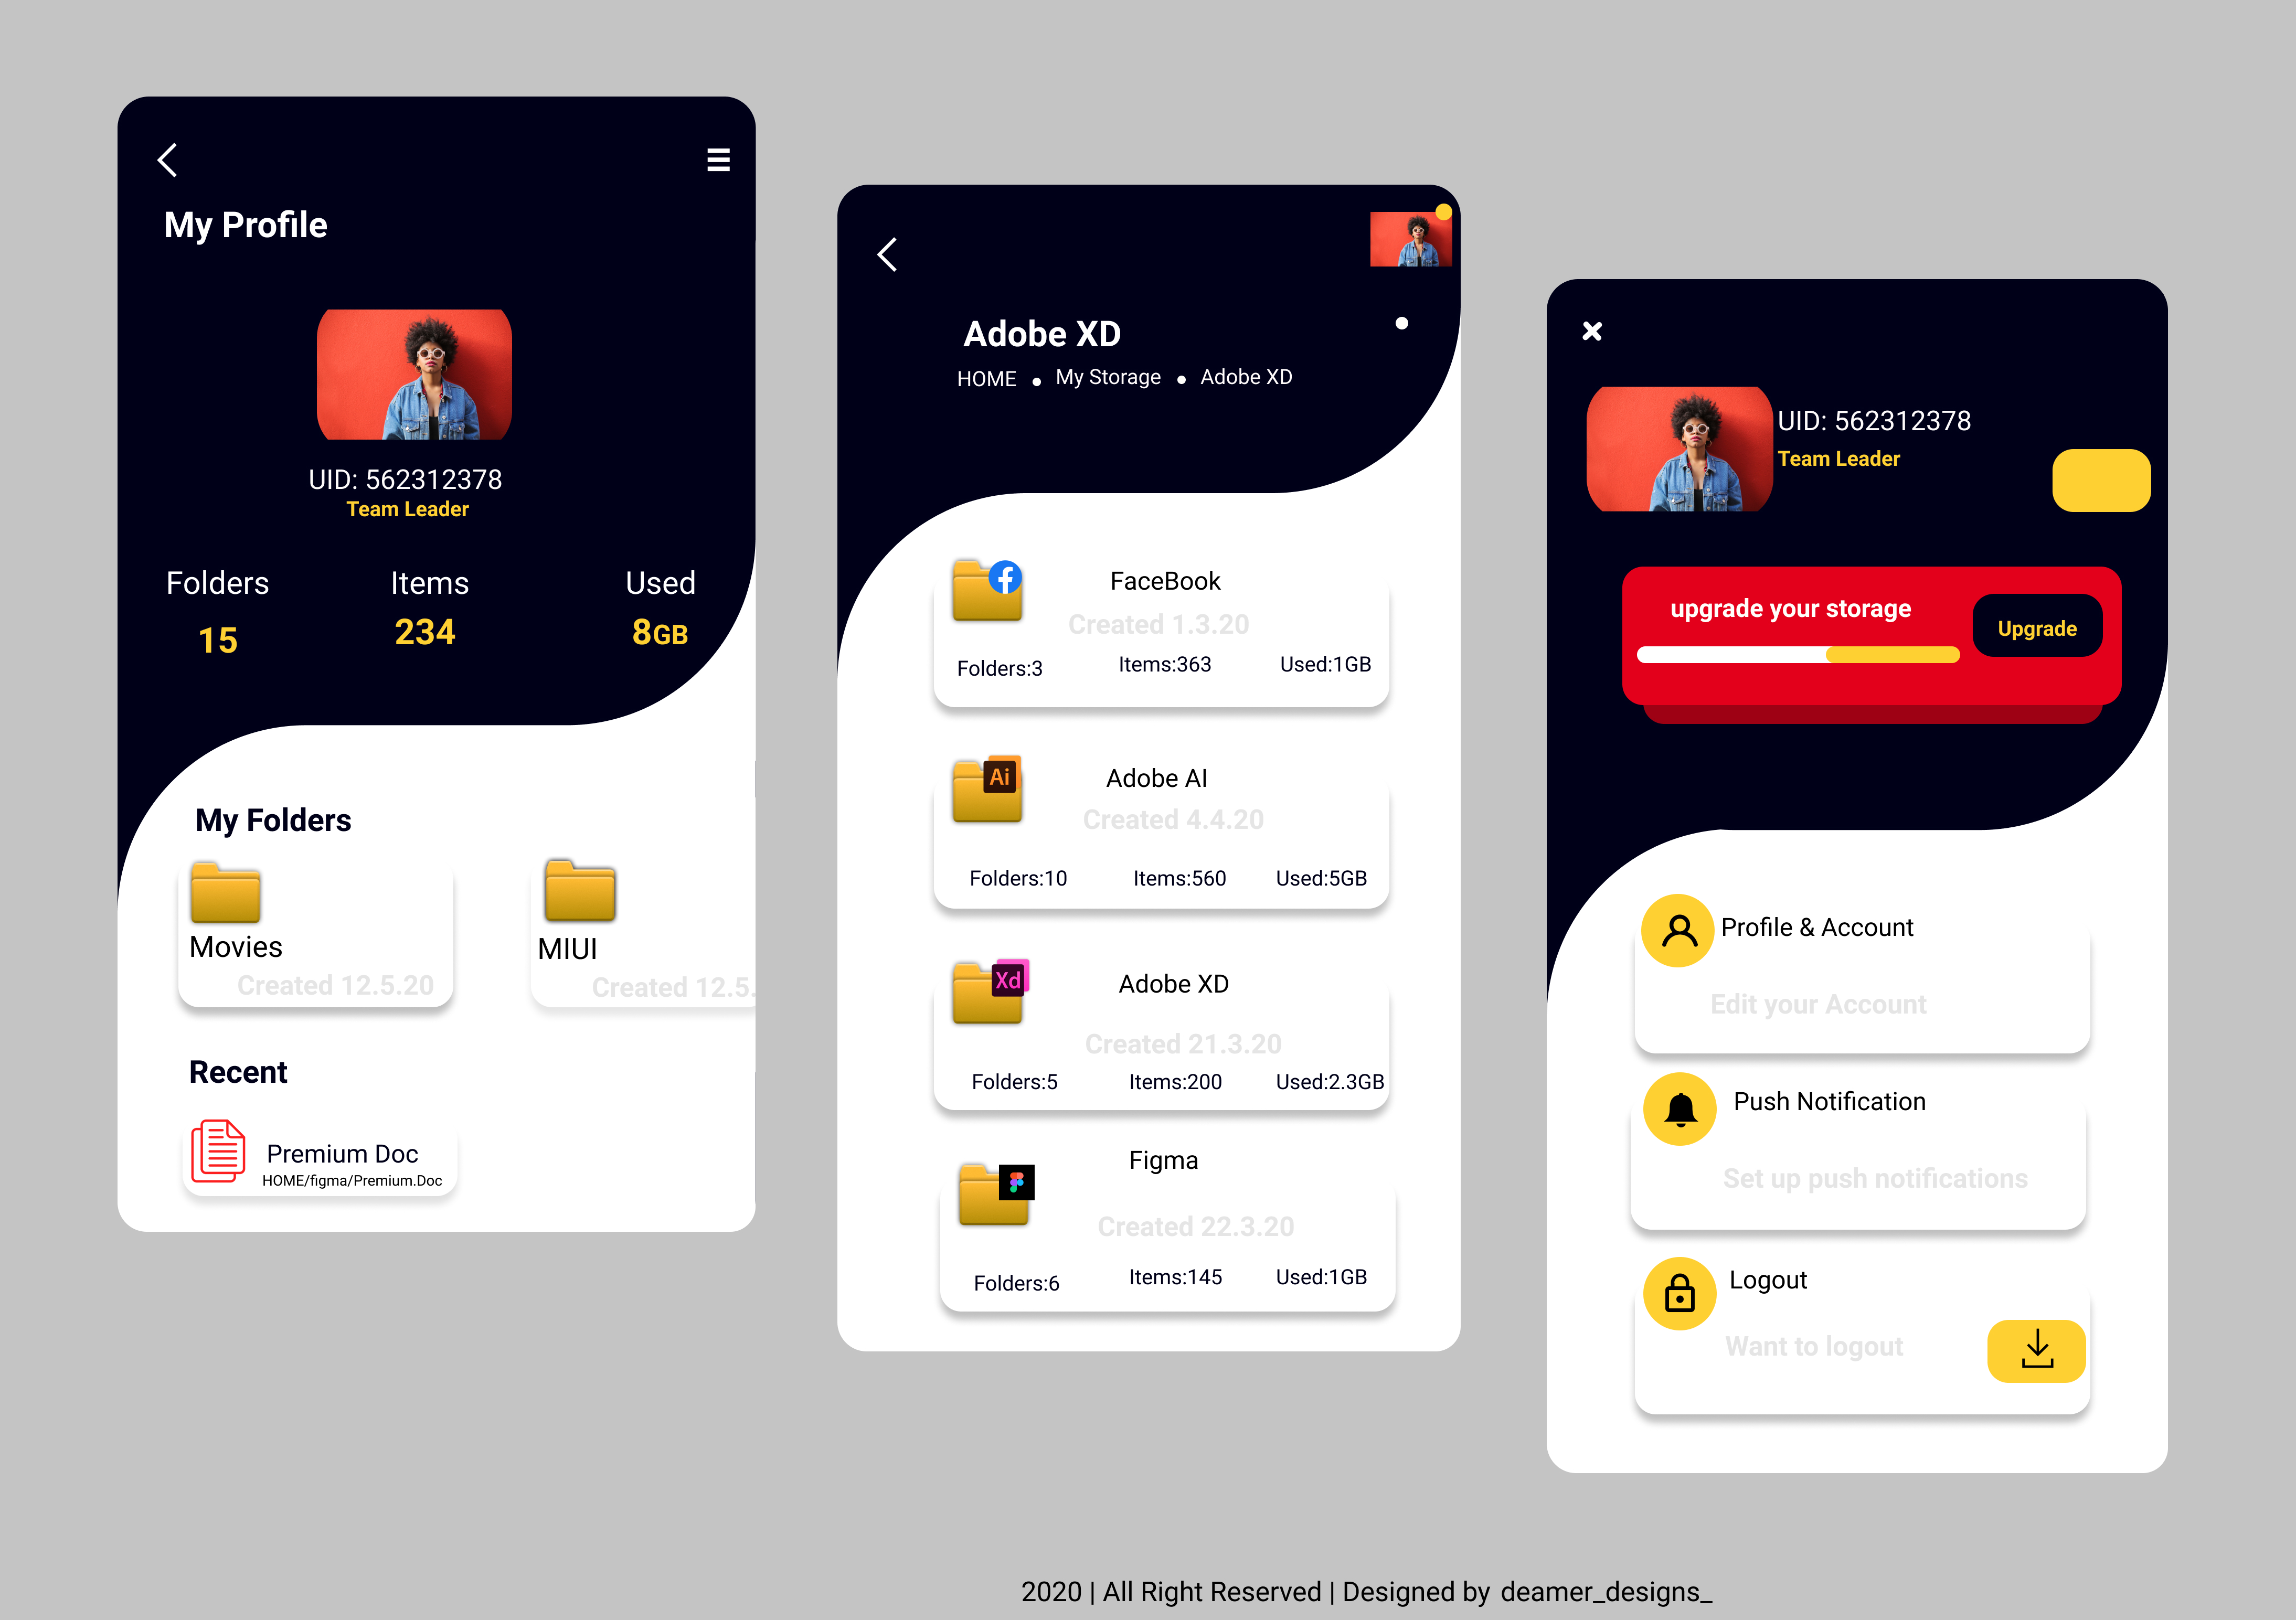 My Profile
UID: 562312378
Team Leader
Folders Items Used
15 234 8GB
My Folders
Movies
Created 12.5.20
MIUI
Created 12.5.
Recent
Premium Doc
HOME/figma/Premium.Doc
Adobe XD
HOME • My Storage • Adobe XD
FaceBook
Created 1.3.20
Folders:3 Items:363 Used:1GB
Ai
Adobe AI
Created 4.4.20
Folders:10 Items:560 Used:5GB
Xd
Adobe XD
Created 21.3.20
Folders:5 Items:200 Used:2.3GB
Figma
Created 22.3.20
Folders:6 Items:145 Used:1GB
UID: 562312378
Team Leader
upgrade your storage
Upgrade
Profile & Account
Edit your Account
Push Notification
Set up push notifications
Logout
Want to logout
2020 | All Right Reserved | Designed by deamer_designs_